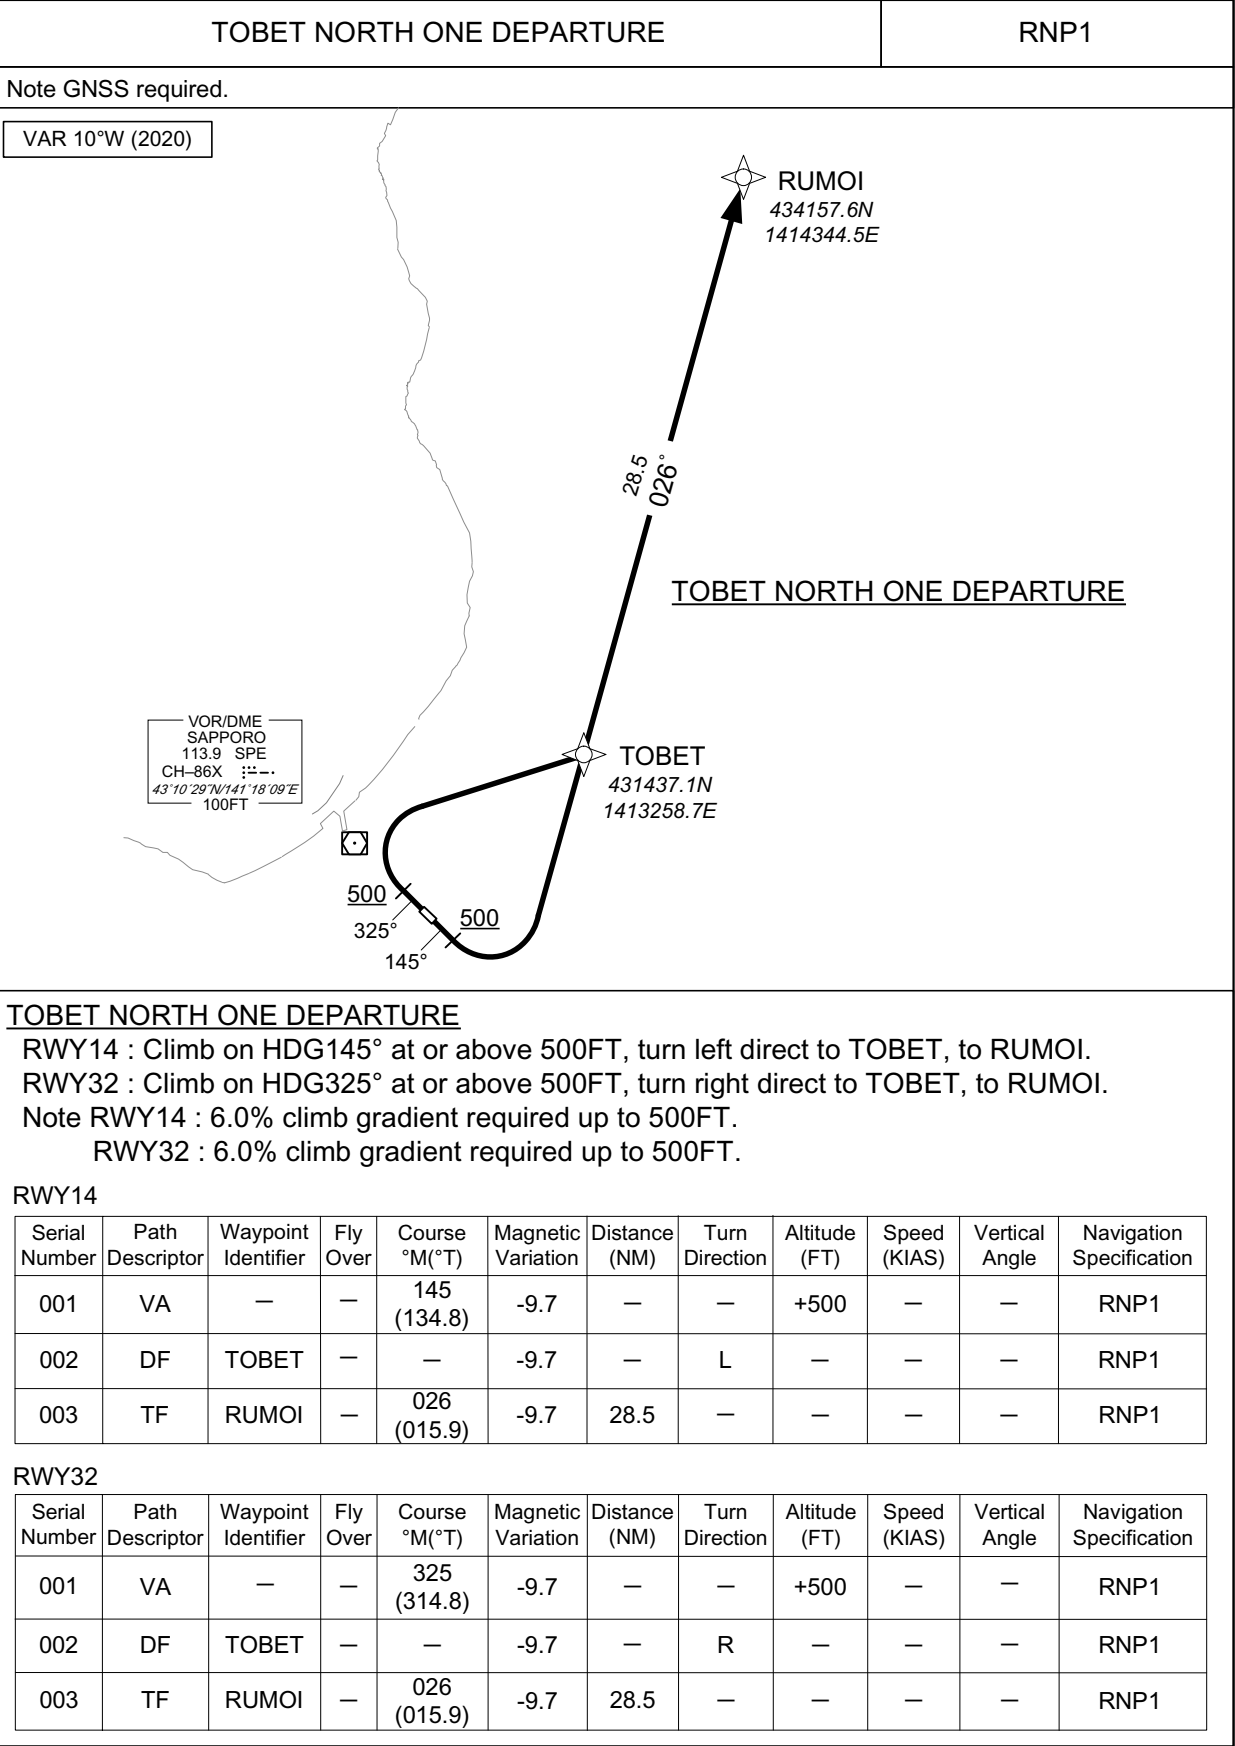 TOBET NORTH ONE DEPARTURE
RNP1
Note GNSS required.
VAR 10°W (2020)
RUMOI
434157.6N
1414344.5E
28.5
026°
TOBET NORTH ONE DEPARTURE
VOR/DME
SAPPORO
113.9 SPE
CH–86X
43°10′29″N/141°18′09″E
100FT
TOBET
431437.1N
1413258.7E
500
325°
500
145°
TOBET NORTH ONE DEPARTURE
RWY14 : Climb on HDG145° at or above 500FT, turn left direct to TOBET, to RUMOI.
RWY32 : Climb on HDG325° at or above 500FT, turn right direct to TOBET, to RUMOI.
Note RWY14 : 6.0% climb gradient required up to 500FT.
RWY32 : 6.0% climb gradient required up to 500FT.
RWY14
Serial Number Path Descriptor Waypoint Identifier Fly Over Course °M(°T) Magnetic Variation Distance (NM) Turn Direction Altitude (FT) Speed (KIAS) Vertical Angle Navigation Specification
001 VA — — 145 (134.8) -9.7 — — +500 — — RNP1
002 DF TOBET — — -9.7 — L — — — RNP1
003 TF RUMOI — 026 (015.9) -9.7 28.5 — — — — RNP1
RWY32
Serial Number Path Descriptor Waypoint Identifier Fly Over Course °M(°T) Magnetic Variation Distance (NM) Turn Direction Altitude (FT) Speed (KIAS) Vertical Angle Navigation Specification
001 VA — — 325 (314.8) -9.7 — — +500 — — RNP1
002 DF TOBET — — -9.7 — R — — — RNP1
003 TF RUMOI — 026 (015.9) -9.7 28.5 — — — — RNP1